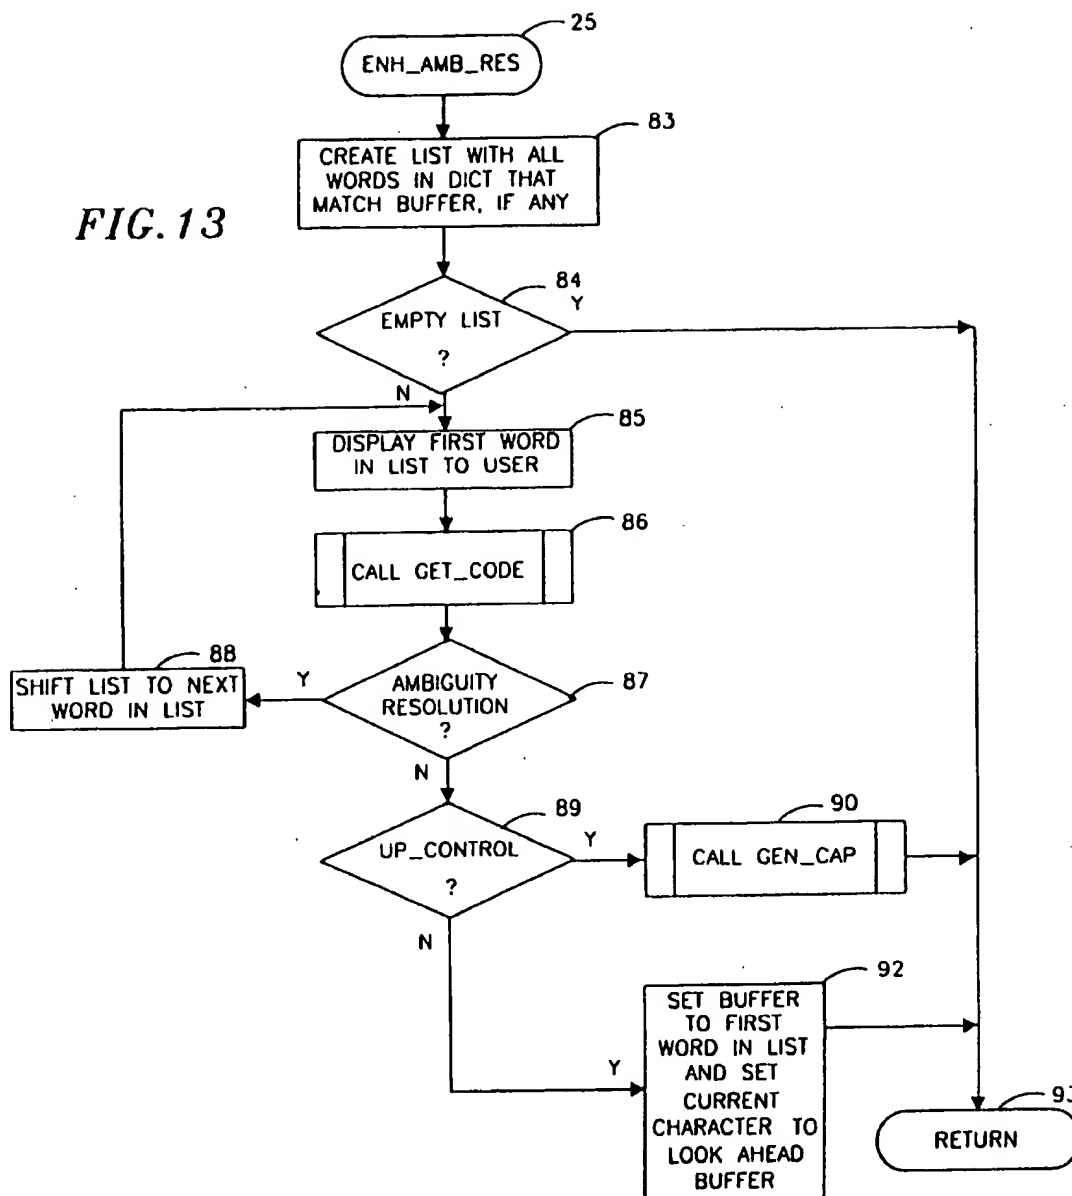 25
ENH_AMB_RES
83
CREATE LIST WITH ALL
WORDS IN DICT THAT
MATCH BUFFER, IF ANY
FIG.13
84
Y
EMPTY LIST
?
N
85
DISPLAY FIRST WORD
IN LIST TO USER
86
CALL GET_CODE
88
SHIFT LIST TO NEXT
WORD IN LIST
Y
AMBIGUITY
RESOLUTION
?
87
N
89
UP_CONTROL
?
Y
90
CALL GEN_CAP
N
92
SET BUFFER
TO FIRST
WORD IN LIST
AND SET
CURRENT
CHARACTER TO
LOOK AHEAD
BUFFER
Y
93
RETURN